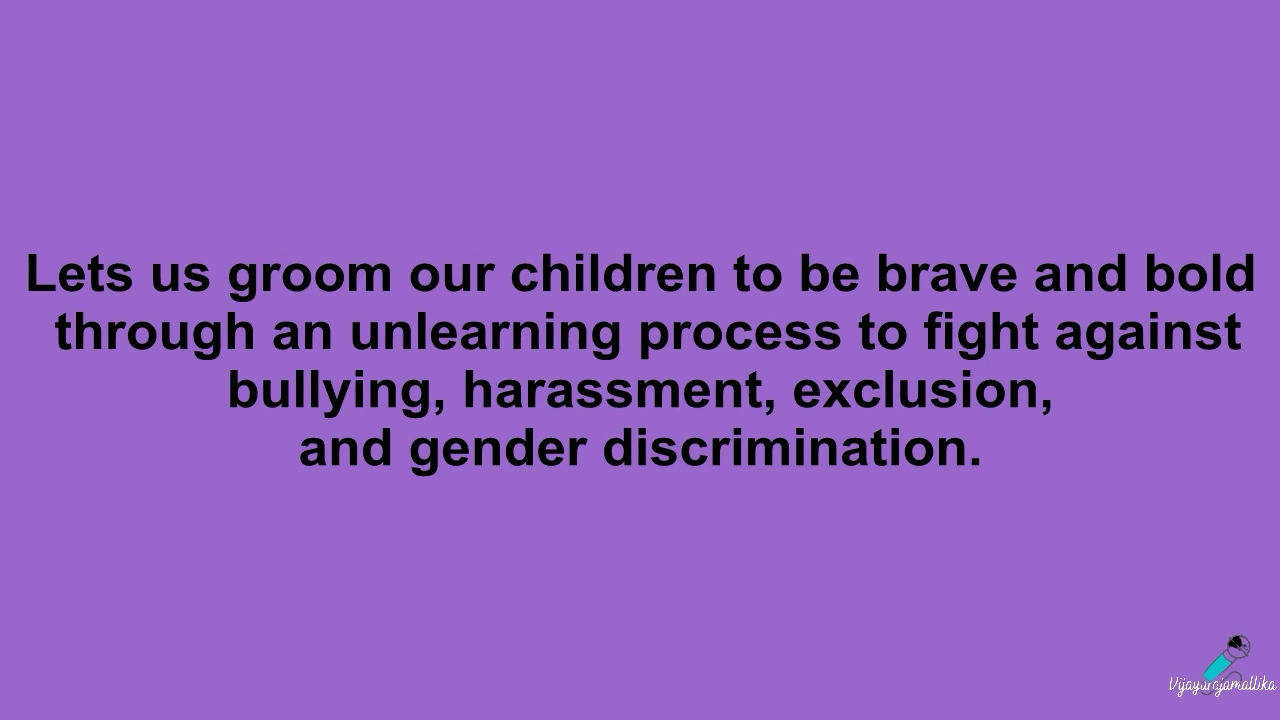 Lets us groom our children to be brave and bold
through an unlearning process to fight against
bullying, harassment, exclusion,
and gender discrimination.
Vijayarajamallika